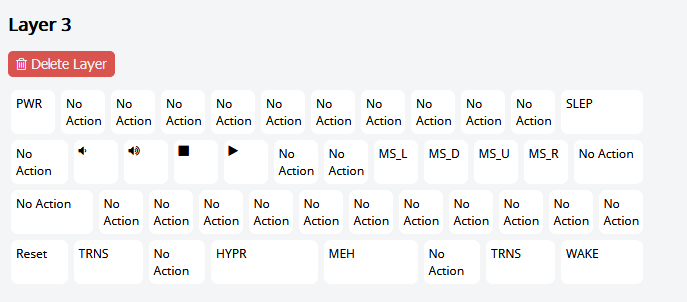 Layer 3
Delete Layer
PWR No Action No Action No Action No Action No Action No Action No Action No Action No Action No Action SLEP
No Action No Action No Action MS_L MS_D MS_U MS_R No Action
No Action No Action No Action No Action No Action No Action No Action No Action No Action No Action No Action No Action
Reset TRNS No Action HYPR MEH No Action TRNS WAKE